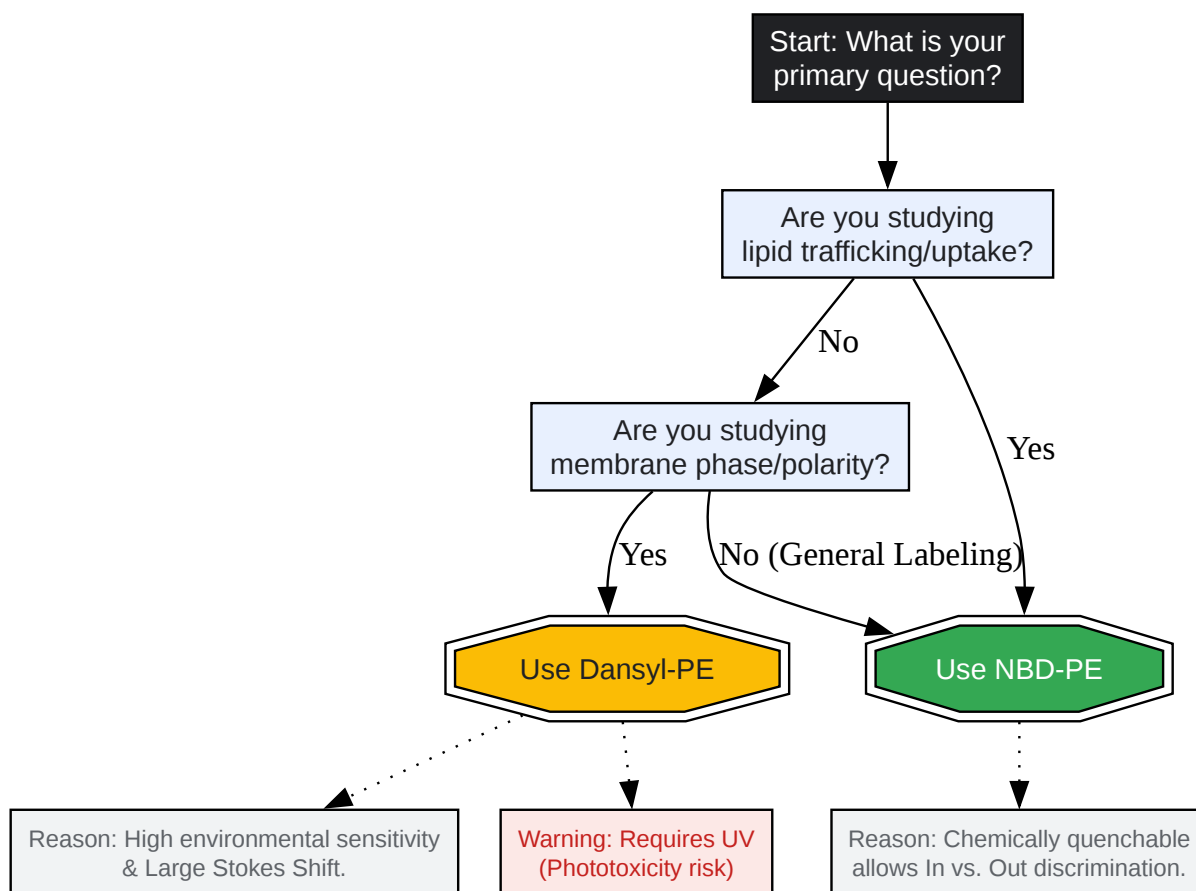 Start: What is your
primary question?
Are you studying
lipid trafficking/uptake?
No
Yes
Are you studying
membrane phase/polarity?
Yes
No (General Labeling)
Use Dansyl-PE
Use NBD-PE
Reason: High environmental sensitivity
& Large Stokes Shift.
Warning: Requires UV
(Phototoxicity risk)
Reason: Chemically quenchable
allows In vs. Out discrimination.